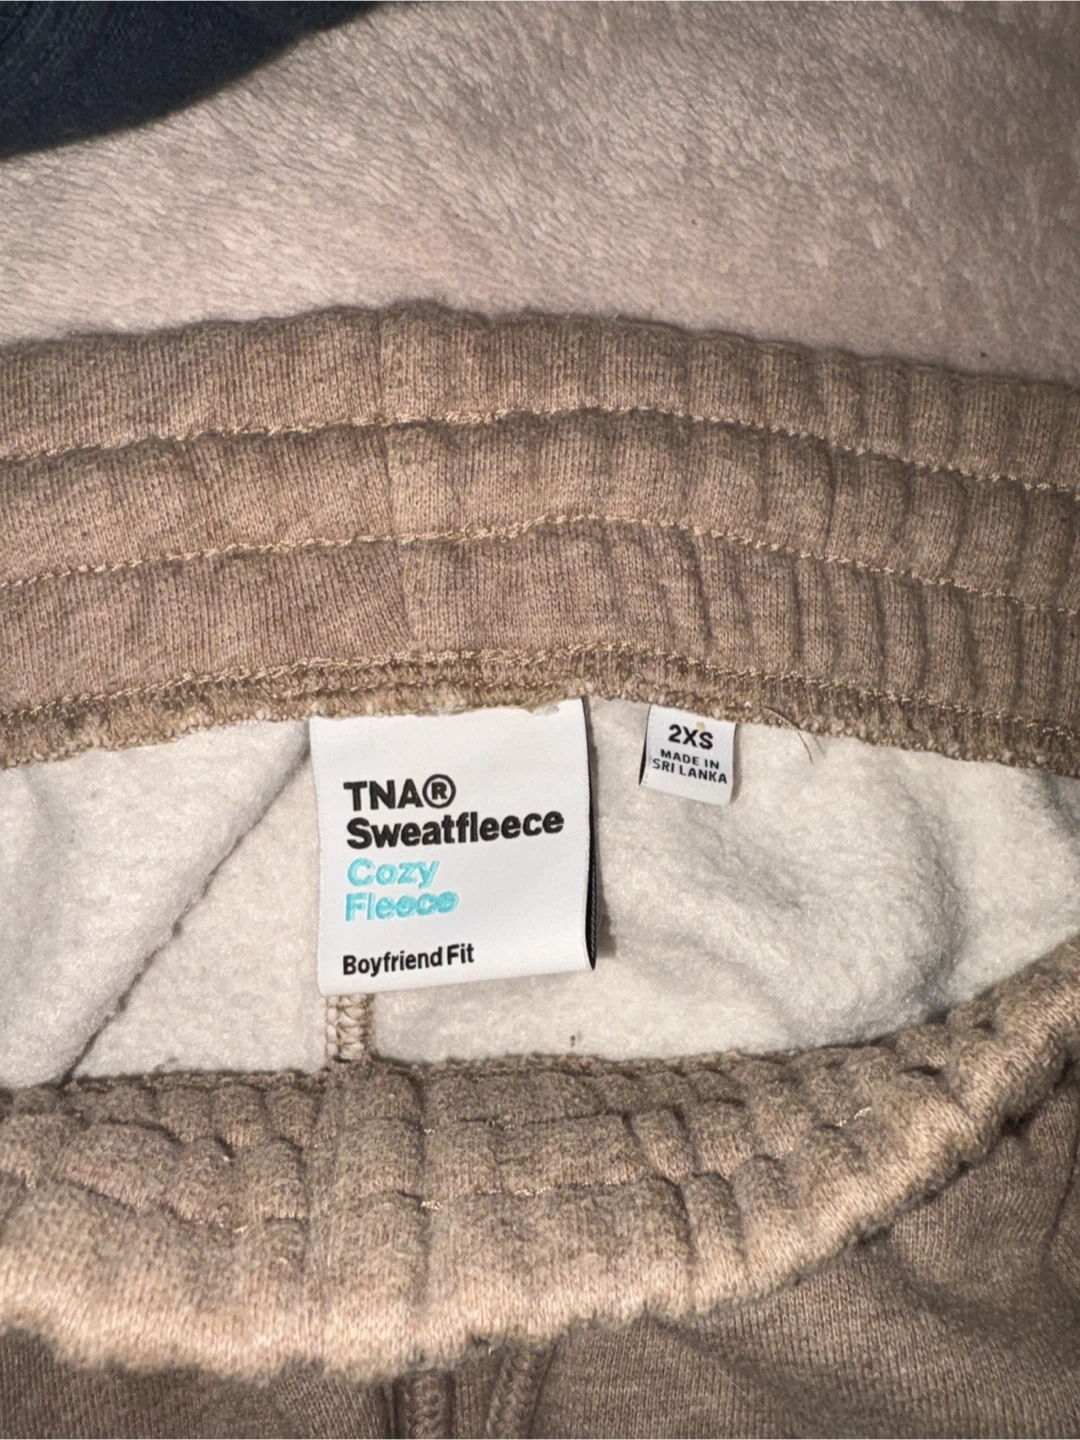 TNA®
Sweatfleece
Cozy
Fleece
Boyfriend Fit
2XS
MADE IN
SRI LANKA